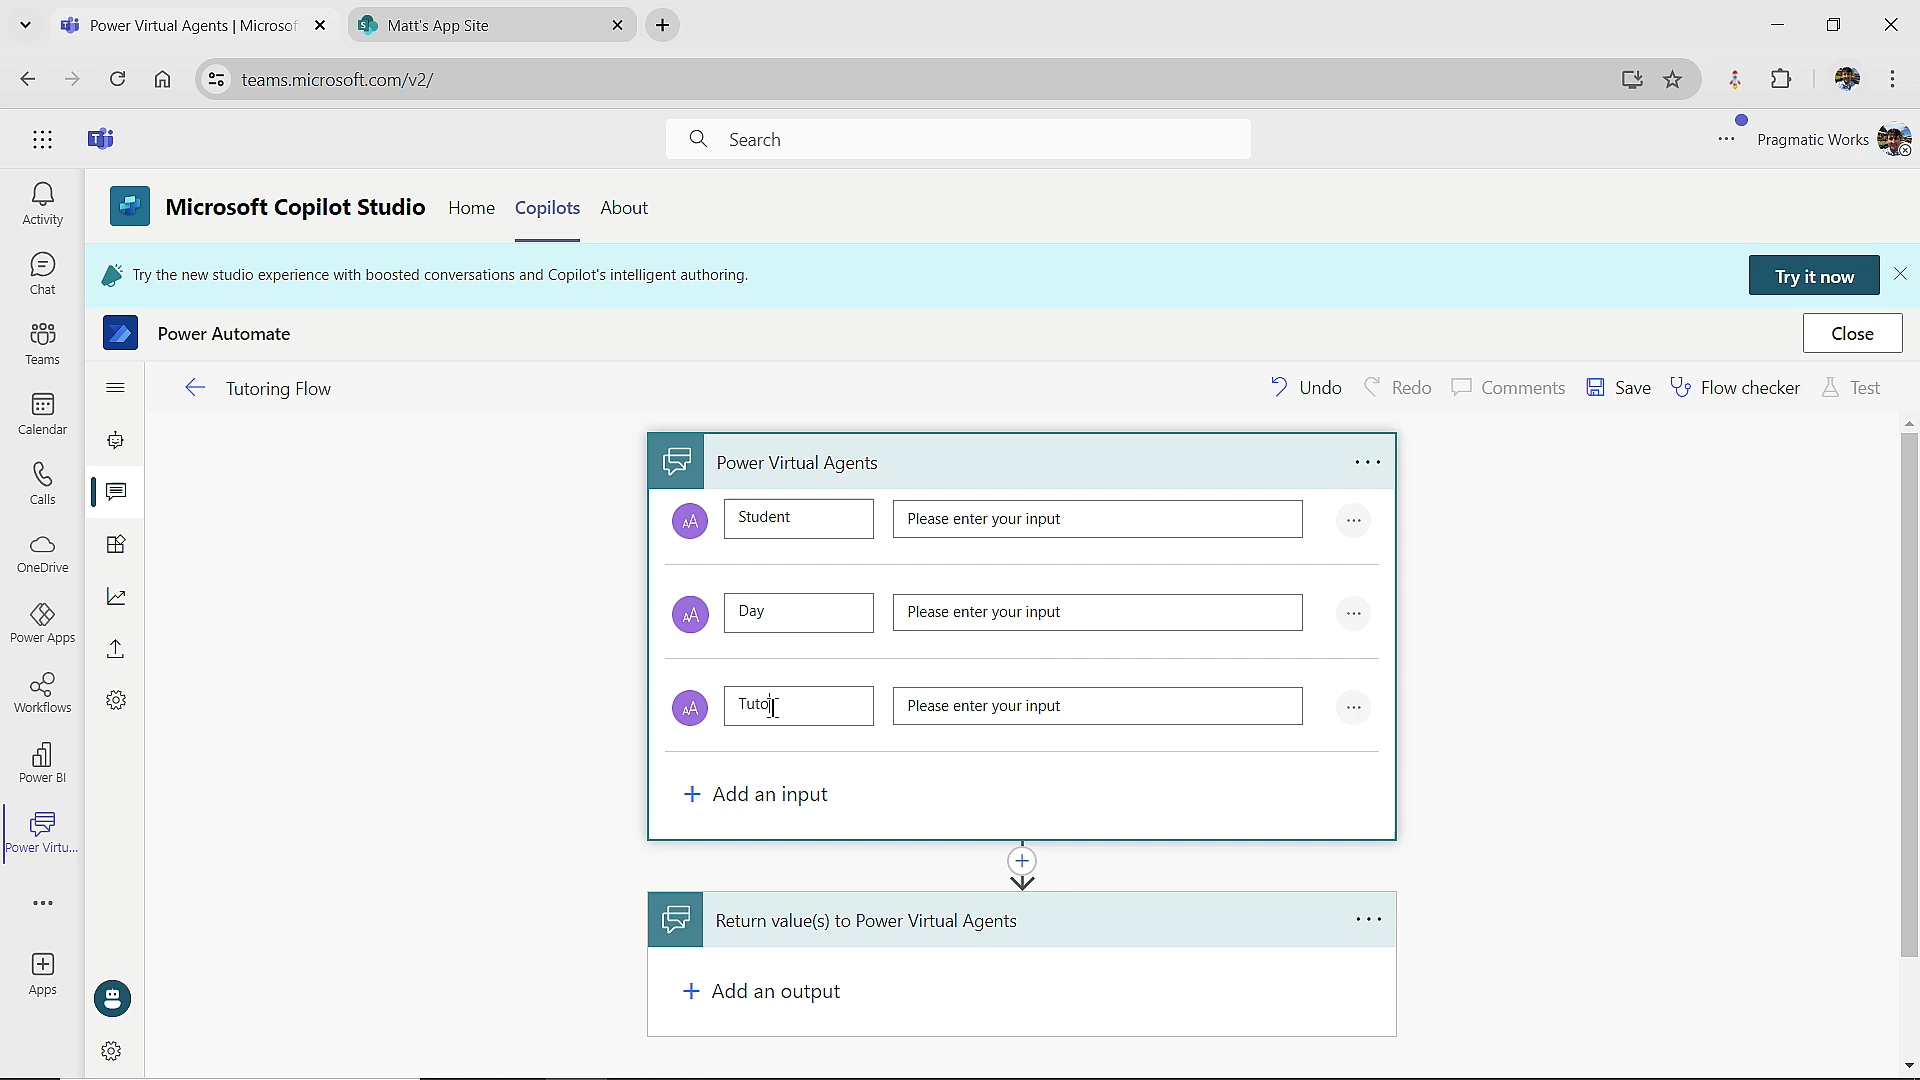 Power Virtual Agents | Microsof
Matt's App Site
teams.microsoft.com/v2/
Search
Pragmatic Works
Activity
Chat
Teams
Calendar
Calls
OneDrive
Power Apps
Workflows
Power BI
Power Virtu...
Apps
Microsoft Copilot Studio
Home
Copilots
About
Try the new studio experience with boosted conversations and Copilot's intelligent authoring.
Try it now
Power Automate
Close
Tutoring Flow
Undo
Redo
Comments
Save
Flow checker
Test
Power Virtual Agents
AA
Student
Please enter your input
AA
Day
Please enter your input
AA
Tuto
Please enter your input
Add an input
Return value(s) to Power Virtual Agents
Add an output